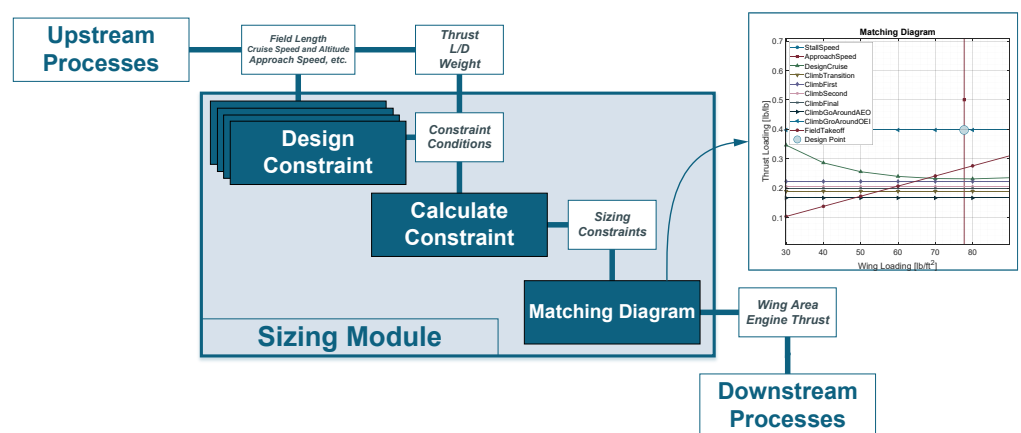 Upstream
Processes
Field Length
Cruise Speed and Altitude
Approach Speed, etc.
Thrust
L/D
Weight
Design
Constraint
Constraint
Conditions
Calculate
Constraint
Sizing
Constraints
Matching Diagram
Sizing Module
Wing Area
Engine Thrust
Downstream
Processes
Matching Diagram
0.7
0.6
0.5
0.4
0.3
0.2
0.1
Thrust Loading [lb/lb]
StallSpeed
ApproachSpeed
DesignCruise
ClimbTransition
ClimbFirst
ClimbSecond
ClimbFinal
ClimbGoAroundAEO
ClimbGroAroundOEI
FieldTakeoff
Design Point
30 40 50 60 70 80
Wing Loading [lb/ft²]